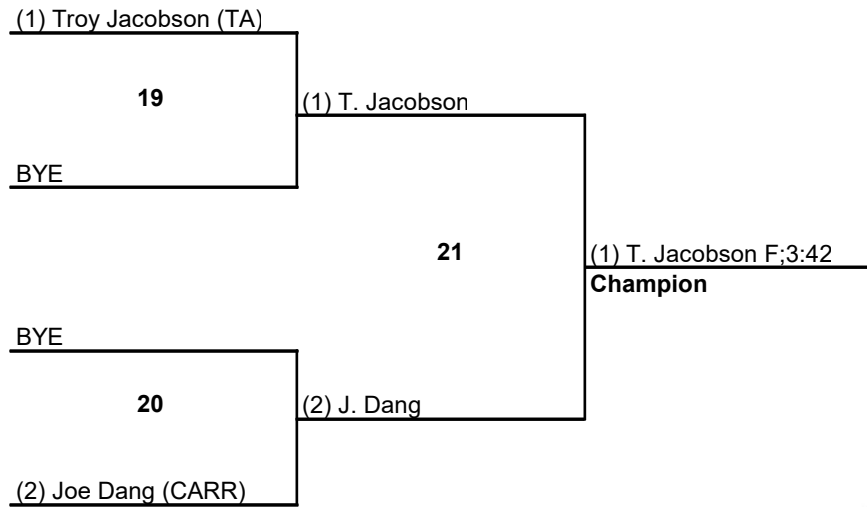 (1) Troy Jacobson (TA)
19
(1) T. Jacobson
BYE
21
(1) T. Jacobson F;3:42
Champion
BYE
20
(2) J. Dang
(2) Joe Dang (CARR)